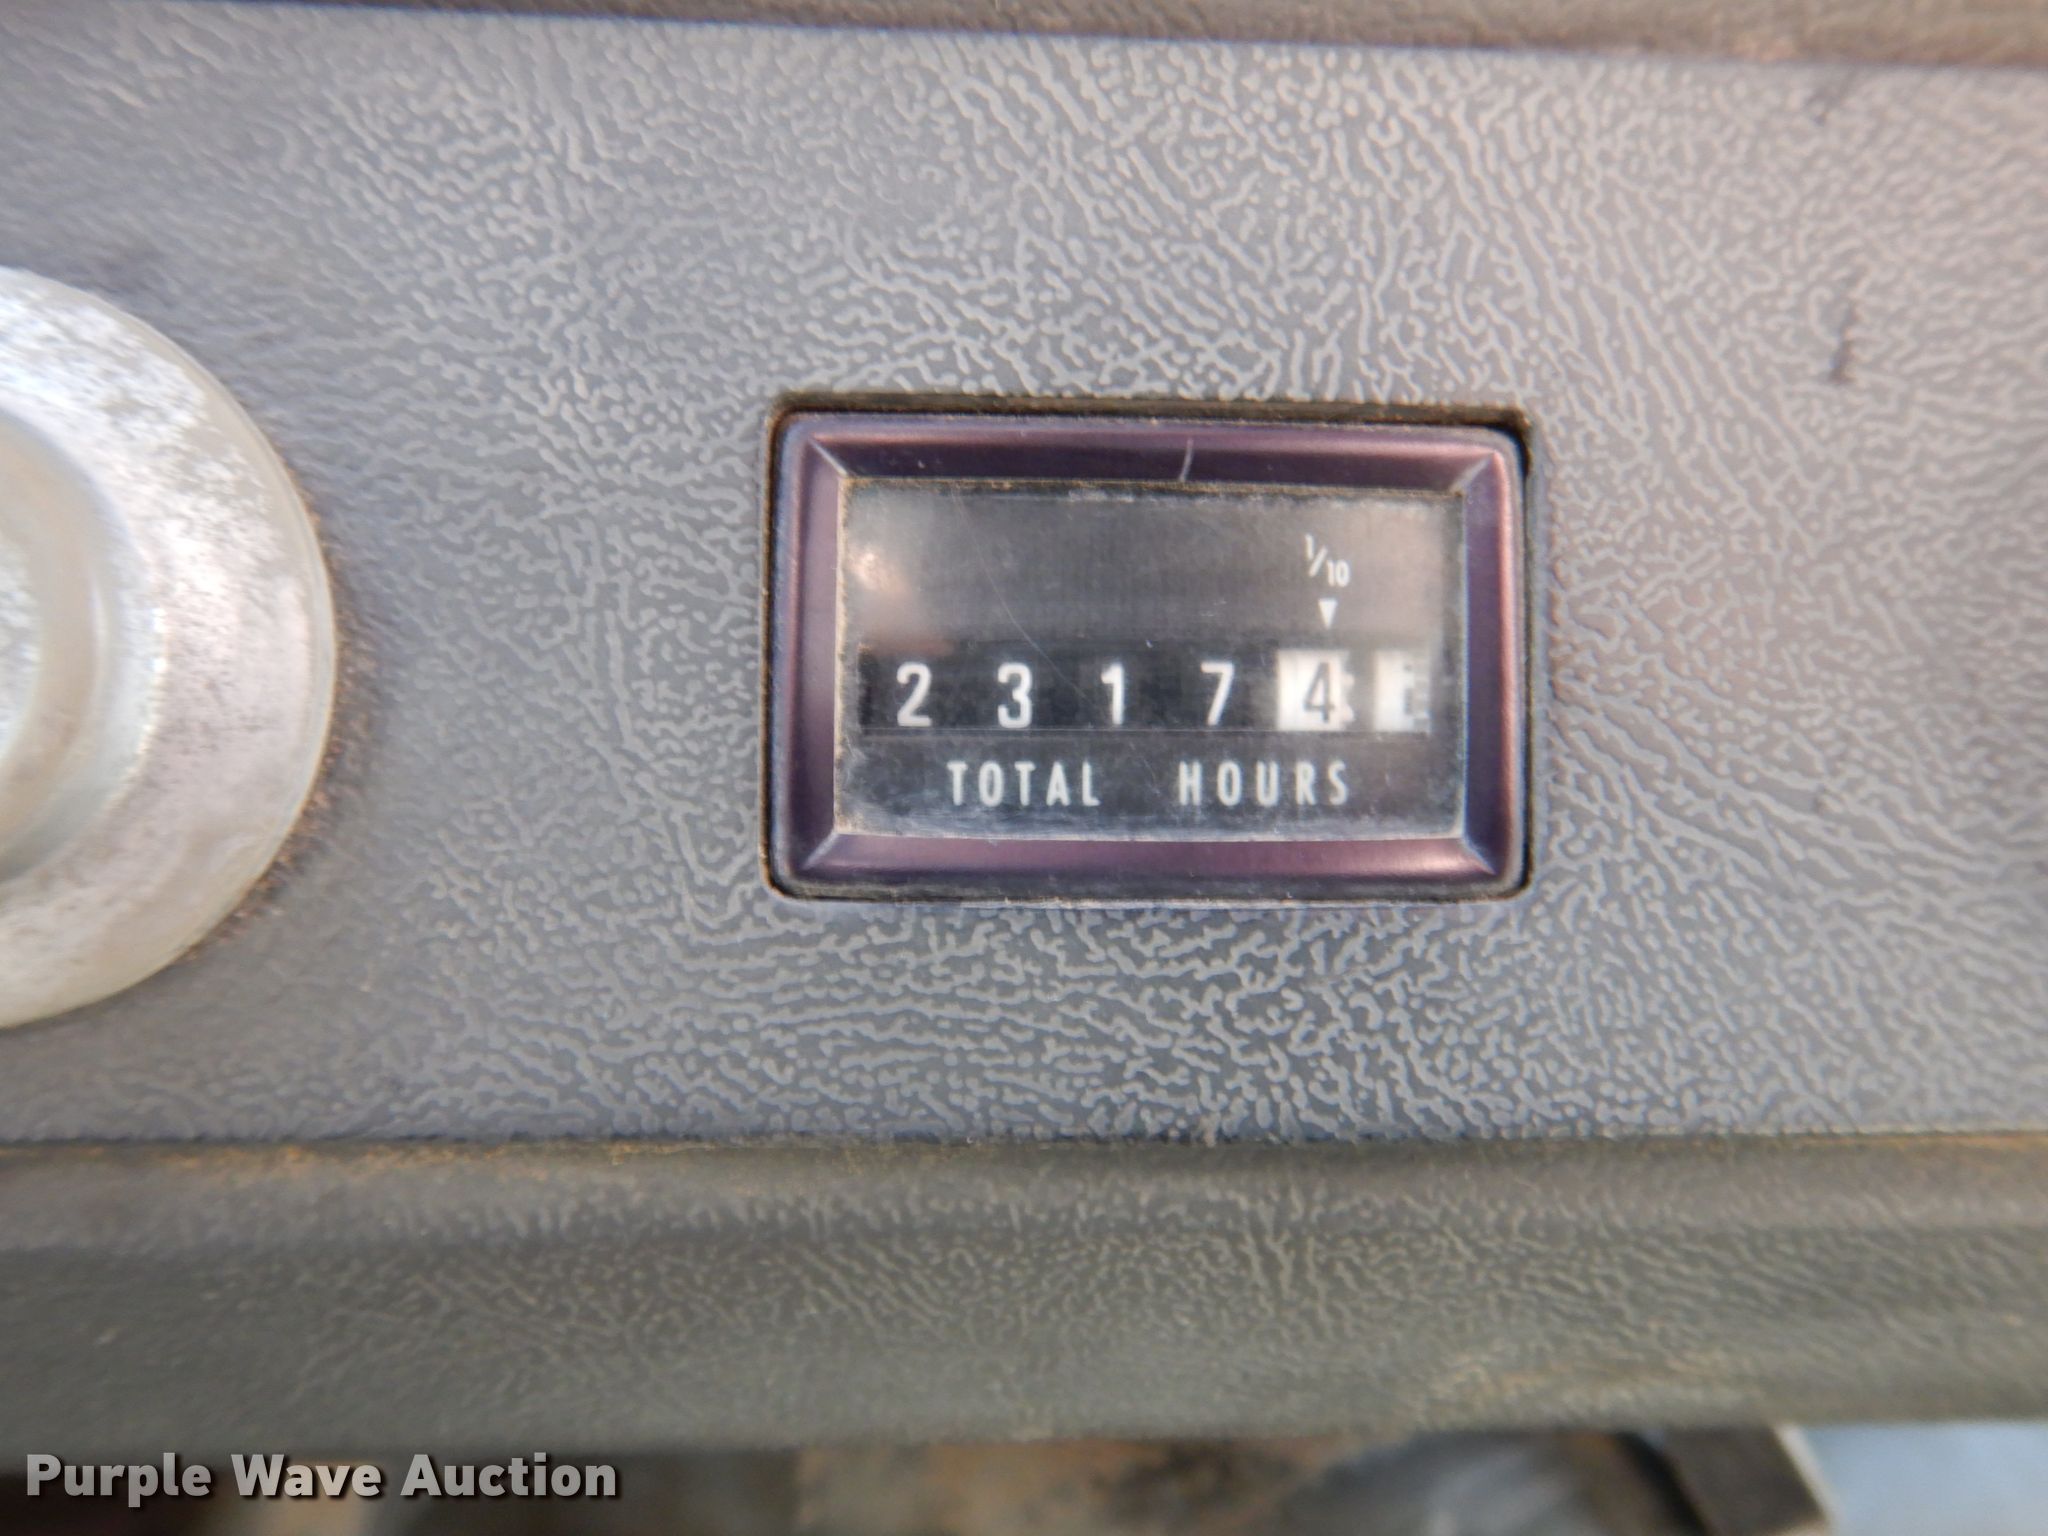 1/10
2 3 1 7 4
TOTAL HOURS
Purple Wave Auction